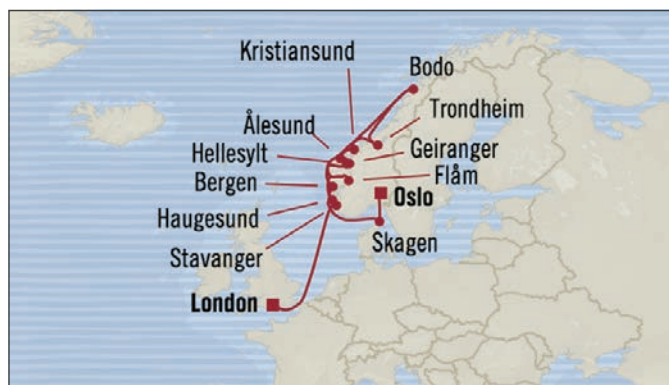 Kristiansund
Bodo
Trondheim
Ålesund
Geiranger
Hellesylt
Flåm
Bergen
Oslo
Haugesund
Skagen
Stavanger
London